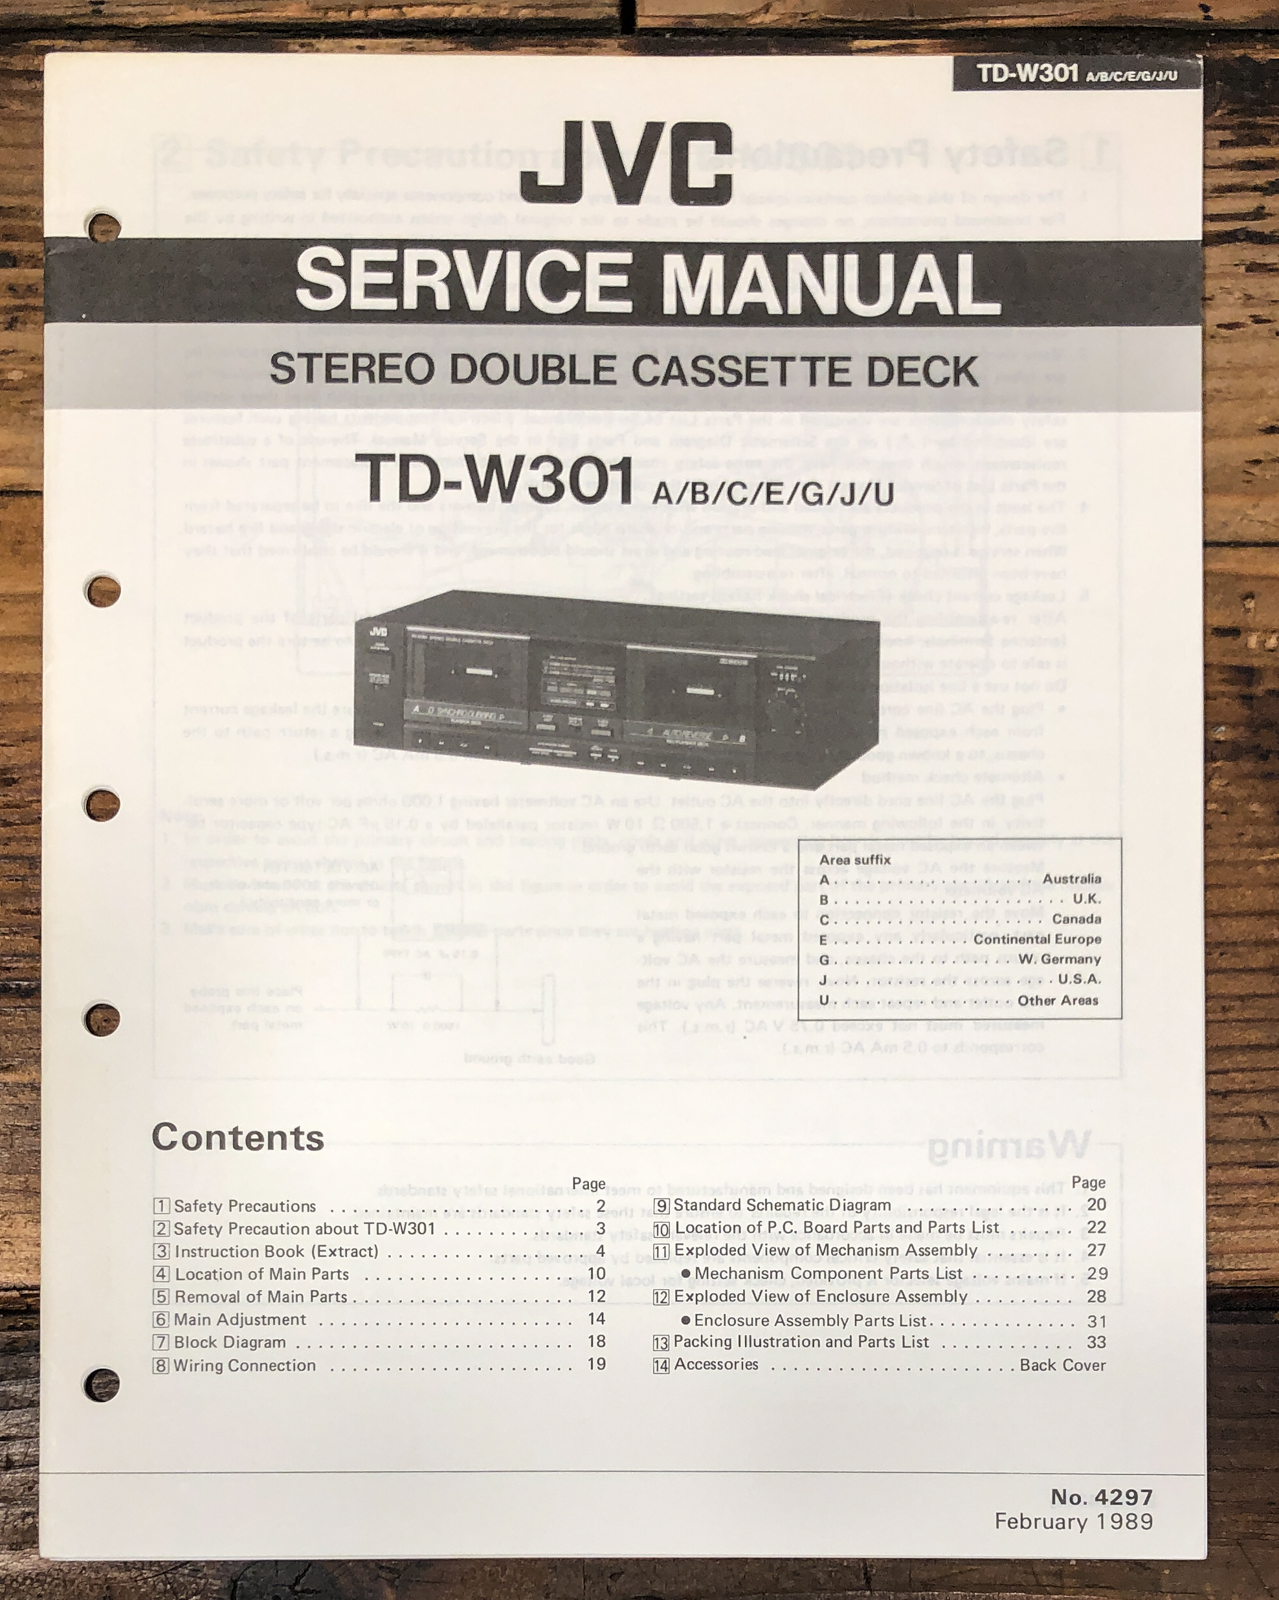 TD-W301 A/B/C/E/G/J/U
JVC
SERVICE MANUAL
STEREO DOUBLE CASSETTE DECK
TD-W301 A/B/C/E/G/J/U
JVC
A SYNCHRO DUBBING
AUTO REVERSE B
Area suffix
A . . . . . . . . . . . . . . . . . . . . . Australia
B . . . . . . . . . . . . . . . . . . . . . . . . U.K.
C . . . . . . . . . . . . . . . . . . . . . . Canada
E . . . . . . . . . . . . . Continental Europe
G . . . . . . . . . . . . . . . . . . W. Germany
J . . . . . . . . . . . . . . . . . . . . . . . U.S.A.
U . . . . . . . . . . . . . . . . . . Other Areas
Contents
Page
1 Safety Precautions . . . . . . . . . . . . . . . . . . . . . . . 2
2 Safety Precaution about TD-W301 . . . . . . . . . . . . . 3
3 Instruction Book (Extract) . . . . . . . . . . . . . . . . . . 4
4 Location of Main Parts . . . . . . . . . . . . . . . . . . . 10
5 Removal of Main Parts . . . . . . . . . . . . . . . . . . . . 12
6 Main Adjustment . . . . . . . . . . . . . . . . . . . . . . . 14
7 Block Diagram . . . . . . . . . . . . . . . . . . . . . . . . . 18
8 Wiring Connection . . . . . . . . . . . . . . . . . . . . . . 19
Page
9 Standard Schematic Diagram . . . . . . . . . . . . . . . . 20
10 Location of P.C. Board Parts and Parts List . . . . . . 22
11 Exploded View of Mechanism Assembly . . . . . . . . 27
● Mechanism Component Parts List . . . . . . . . . . 29
12 Exploded View of Enclosure Assembly . . . . . . . . . 28
● Enclosure Assembly Parts List . . . . . . . . . . . . . 31
13 Packing Illustration and Parts List . . . . . . . . . . . . 33
14 Accessories . . . . . . . . . . . . . . . . . . . . . . Back Cover
No. 4297
February 1989